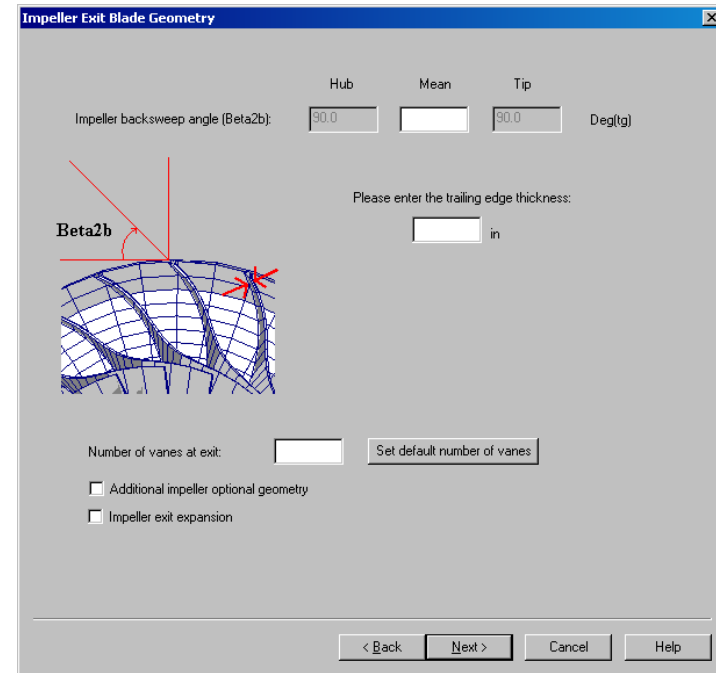 Impeller Exit Blade Geometry
Hub Mean Tip
Impeller backsweep angle (Beta2b): 90.0 90.0 Deg(tg)
Please enter the trailing edge thickness:
in
Beta2b
Number of vanes at exit: Set default number of vanes
Additional impeller optional geometry
Impeller exit expansion
< Back Next > Cancel Help